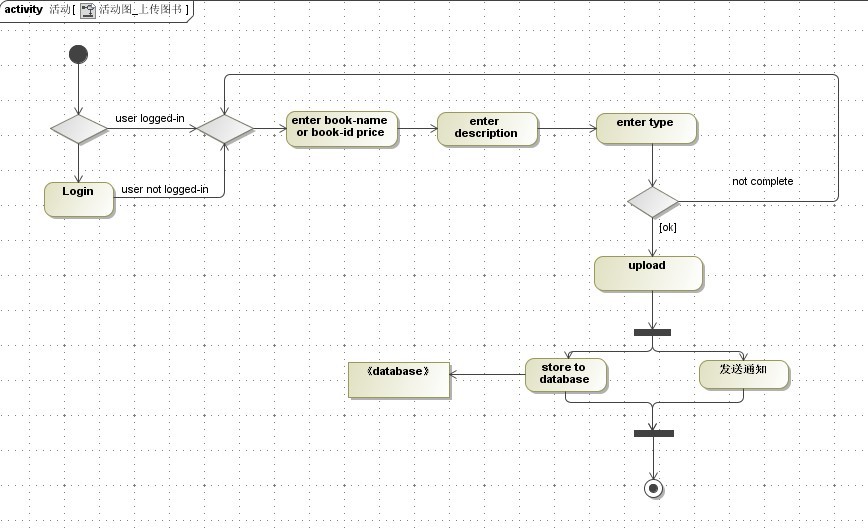 activity 活动[ 活动图_上传图书 ]
user logged-in
enter book-name
or book-id price
enter
description
enter type
Login
user not logged-in
not complete
[ok]
upload
《database》
store to
database
发送通知